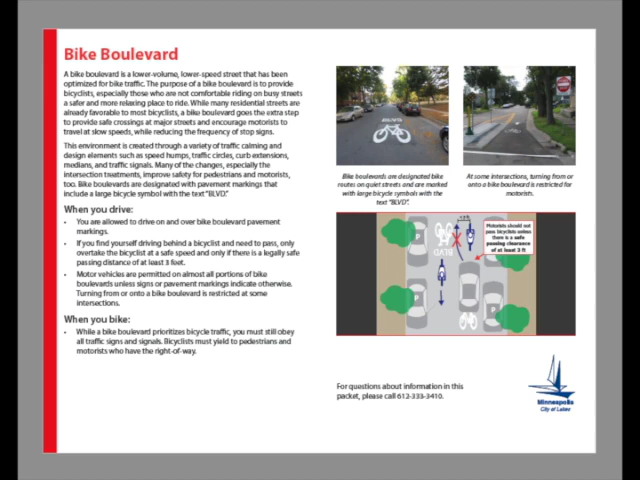 Bike Boulevard
A bike boulevard is a lower-volume, lower-speed street that has been
optimized for bike traffic. The purpose of a bike boulevard is to provide
bicyclists, especially those who are not comfortable riding on busy streets
a safer and more relaxing place to ride. While many residential streets are
already favorable to most bicyclists, a bike boulevard goes the extra step
to provide safe crossings at major streets and encourage motorists to
travel at slow speeds, while reducing the frequency of stop signs.
This environment is created through a variety of traffic calming and
design elements such as speed humps, traffic circles, curb extensions,
medians, and traffic signals. Many of the changes, especially the
intersection treatments, improve safety for pedestrians and motorists,
too. Bike Boulevards are designated with pavement markings that
include a large bicycle symbol with the text "BLVD."
When you drive:
• You are allowed to drive on and over bike boulevard pavement
markings.
• If you find yourself driving behind a bicyclist and need to pass, only
overtake the bicyclist at a safe speed and only if there is a legally safe
passing distance of at least 3 feet.
• Motor vehicles are permitted on almost all portions of bike
boulevards unless signs or pavement markings indicate otherwise.
Turning from or onto a bike boulevard is restricted at some
intersections.
When you bike:
• While a bike boulevard prioritizes bicycle traffic, you must still obey
all traffic signs and signals. Bicyclists must yield to pedestrians and
motorists who have the right-of-way.
Bike boulevards are designated bike
routes on quiet streets and are marked
with large bicycle symbols with the
text "BLVD".
At some intersections, turning from or
onto a bike boulevard is restricted for
motorists.
Motorists should not
pass bicyclists unless
there is a safe
passing clearance
of at least 3 ft
BLVD
P
P
P
P
For questions about information in this
packet, please call 612-333-3410.
Minneapolis
City of Lakes